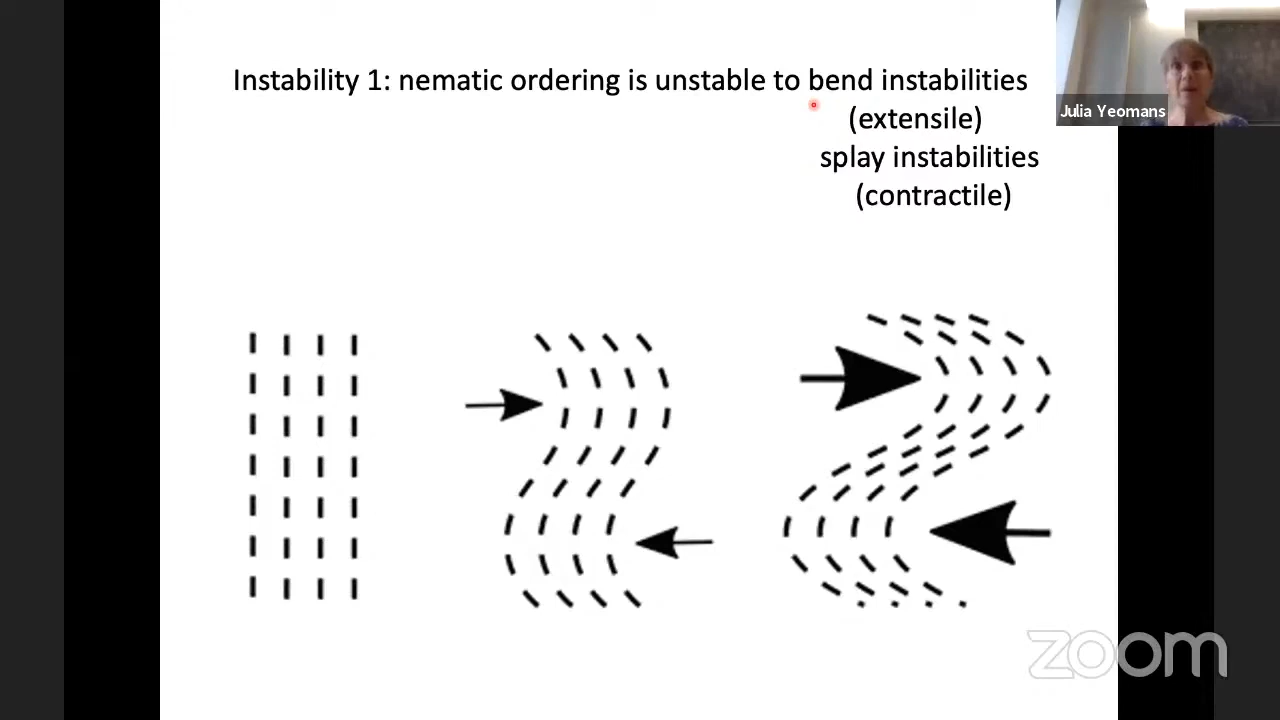 Instability 1: nematic ordering is unstable to bend instabilities
(extensile)
splay instabilities
(contractile)
Julia Yeomans
zoom